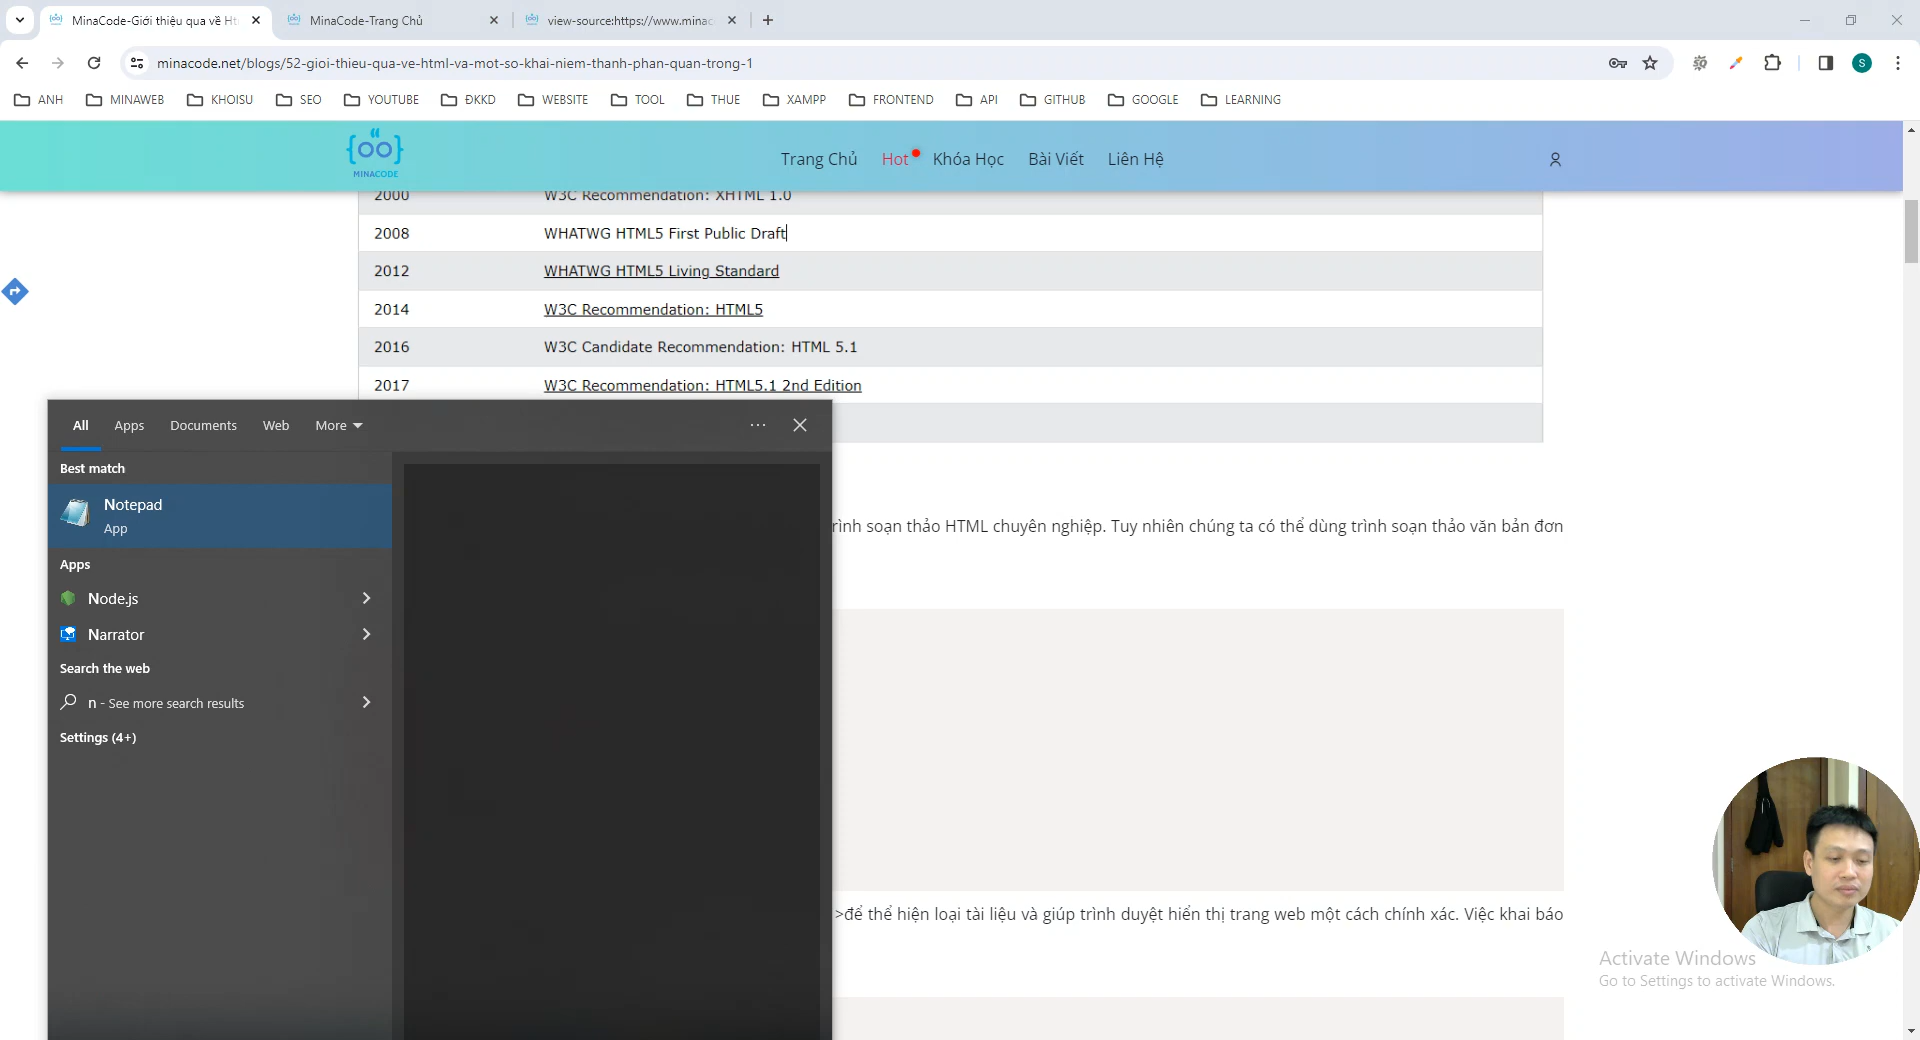 MinaCode-Giới thiệu qua về Ht
MinaCode-Trang Chủ
view-source:https://www.minac
minacode.net/blogs/52-gioi-thieu-qua-ve-html-va-mot-so-khai-niem-thanh-phan-quan-trong-1
S
ANH
MINAWEB
KHOISU
SEO
YOUTUBE
ĐKKD
WEBSITE
TOOL
THUE
XAMPP
FRONTEND
API
GITHUB
GOOGLE
LEARNING
MINACODE
Trang Chủ
Hot
Khóa Học
Bài Viết
Liên Hệ
2000 W3C Recommendation: XHTML 1.0
2008 WHATWG HTML5 First Public Draft
2012 WHATWG HTML5 Living Standard
2014 W3C Recommendation: HTML5
2016 W3C Candidate Recommendation: HTML 5.1
2017 W3C Recommendation: HTML5.1 2nd Edition
All Apps Documents Web More
Best match
Notepad
App
Apps
Node.js
Narrator
Search the web
n - See more search results
Settings (4+)
rình soạn thảo HTML chuyên nghiệp. Tuy nhiên chúng ta có thể dùng trình soạn thảo văn bản đơn
>để thể hiện loại tài liệu và giúp trình duyệt hiển thị trang web một cách chính xác. Việc khai báo
Activate Windows
Go to Settings to activate Windows.